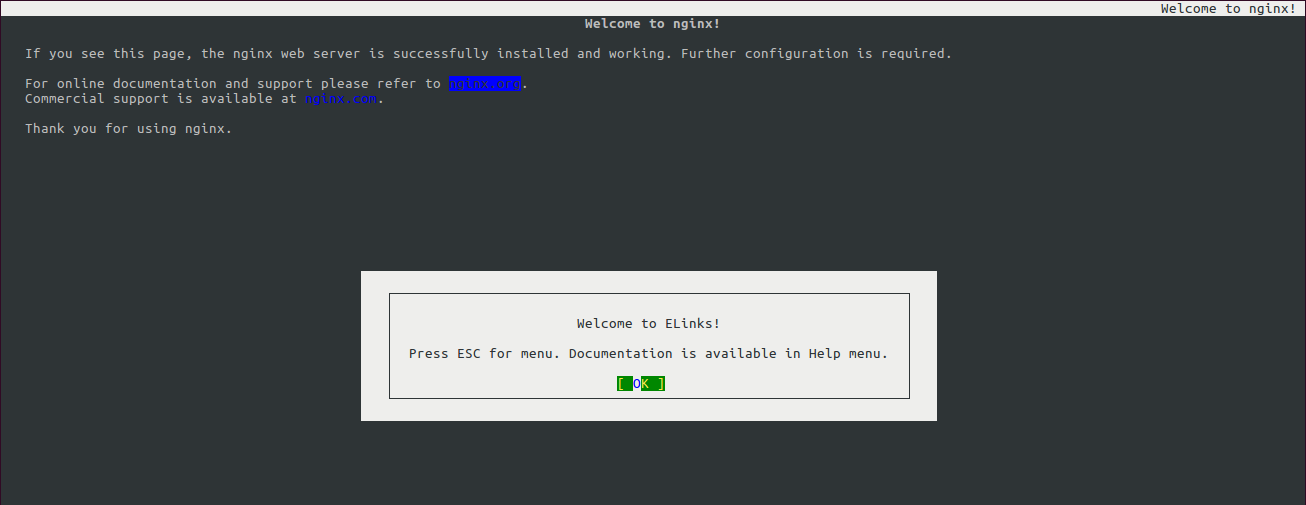 Welcome to nginx!
Welcome to nginx!
If you see this page, the nginx web server is successfully installed and working. Further configuration is required.
For online documentation and support please refer to nginx.org.
Commercial support is available at nginx.com.
Thank you for using nginx.
Welcome to ELinks!
Press ESC for menu. Documentation is available in Help menu.
[ OK ]